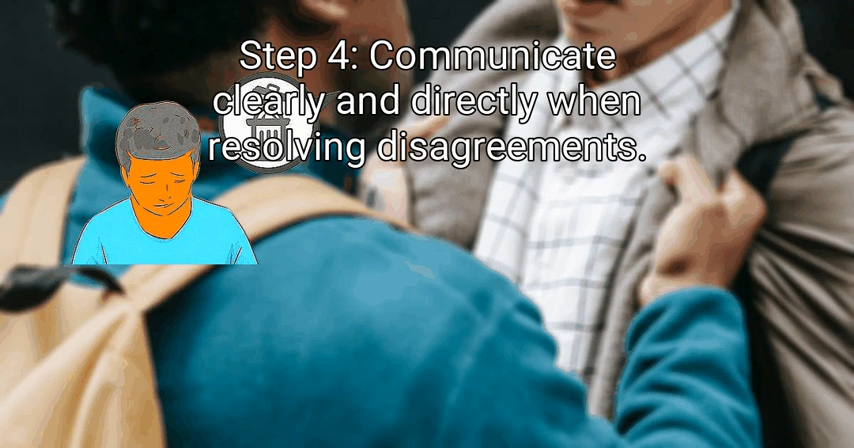 Step 4: Communicate
clearly and directly when
resolving disagreements.